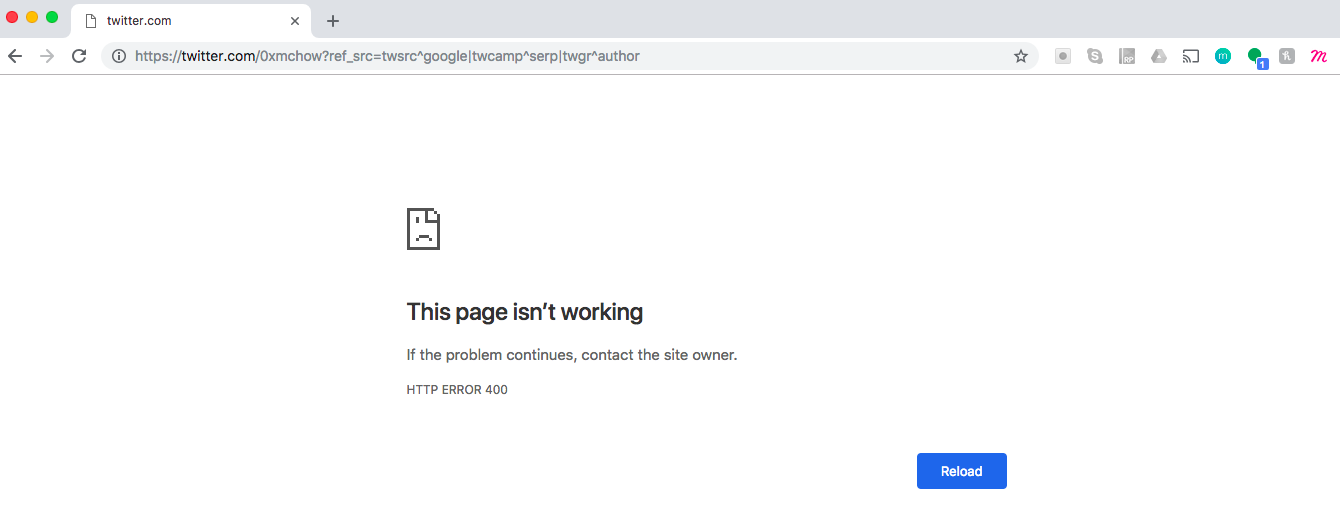 twitter.com
https://twitter.com/0xmchow?ref_src=twsrc^google|twcamp^serp|twgr^author
RP
m
1
m
This page isn’t working
If the problem continues, contact the site owner.
HTTP ERROR 400
Reload